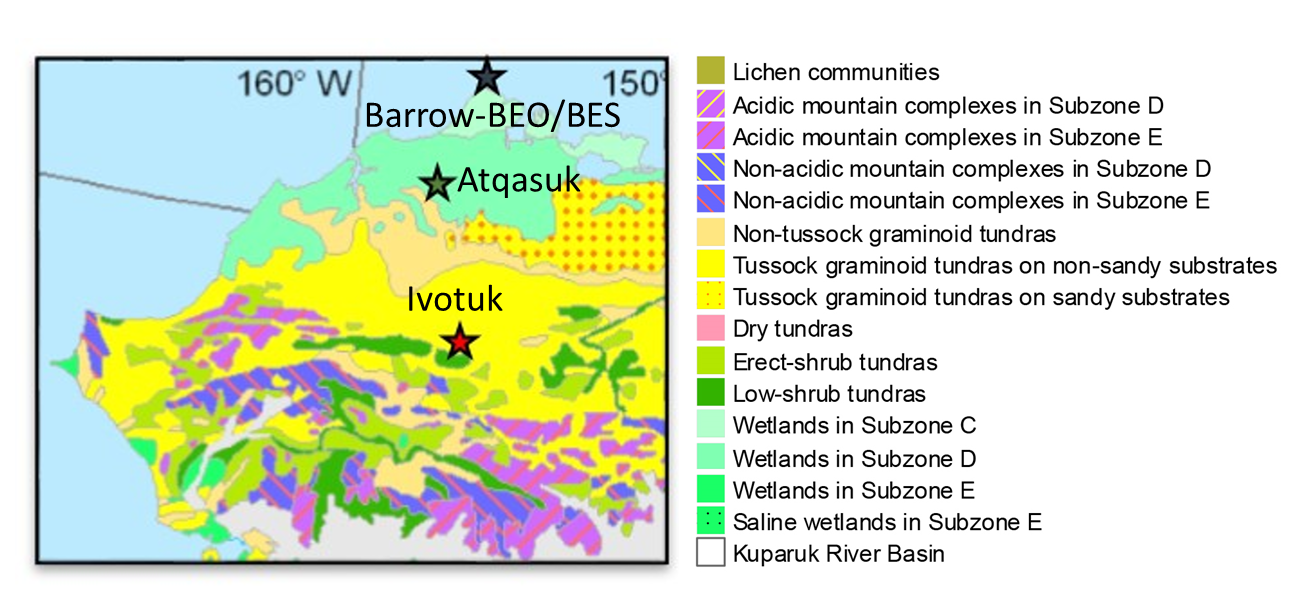 160° W
150°
Barrow-BEO/BES
Atqasuk
Ivotuk
Lichen communities
Acidic mountain complexes in Subzone D
Acidic mountain complexes in Subzone E
Non-acidic mountain complexes in Subzone D
Non-acidic mountain complexes in Subzone E
Non-tussock graminoid tundras
Tussock graminoid tundras on non-sandy substrates
Tussock graminoid tundras on sandy substrates
Dry tundras
Erect-shrub tundras
Low-shrub tundras
Wetlands in Subzone C
Wetlands in Subzone D
Wetlands in Subzone E
Saline wetlands in Subzone E
Kuparuk River Basin